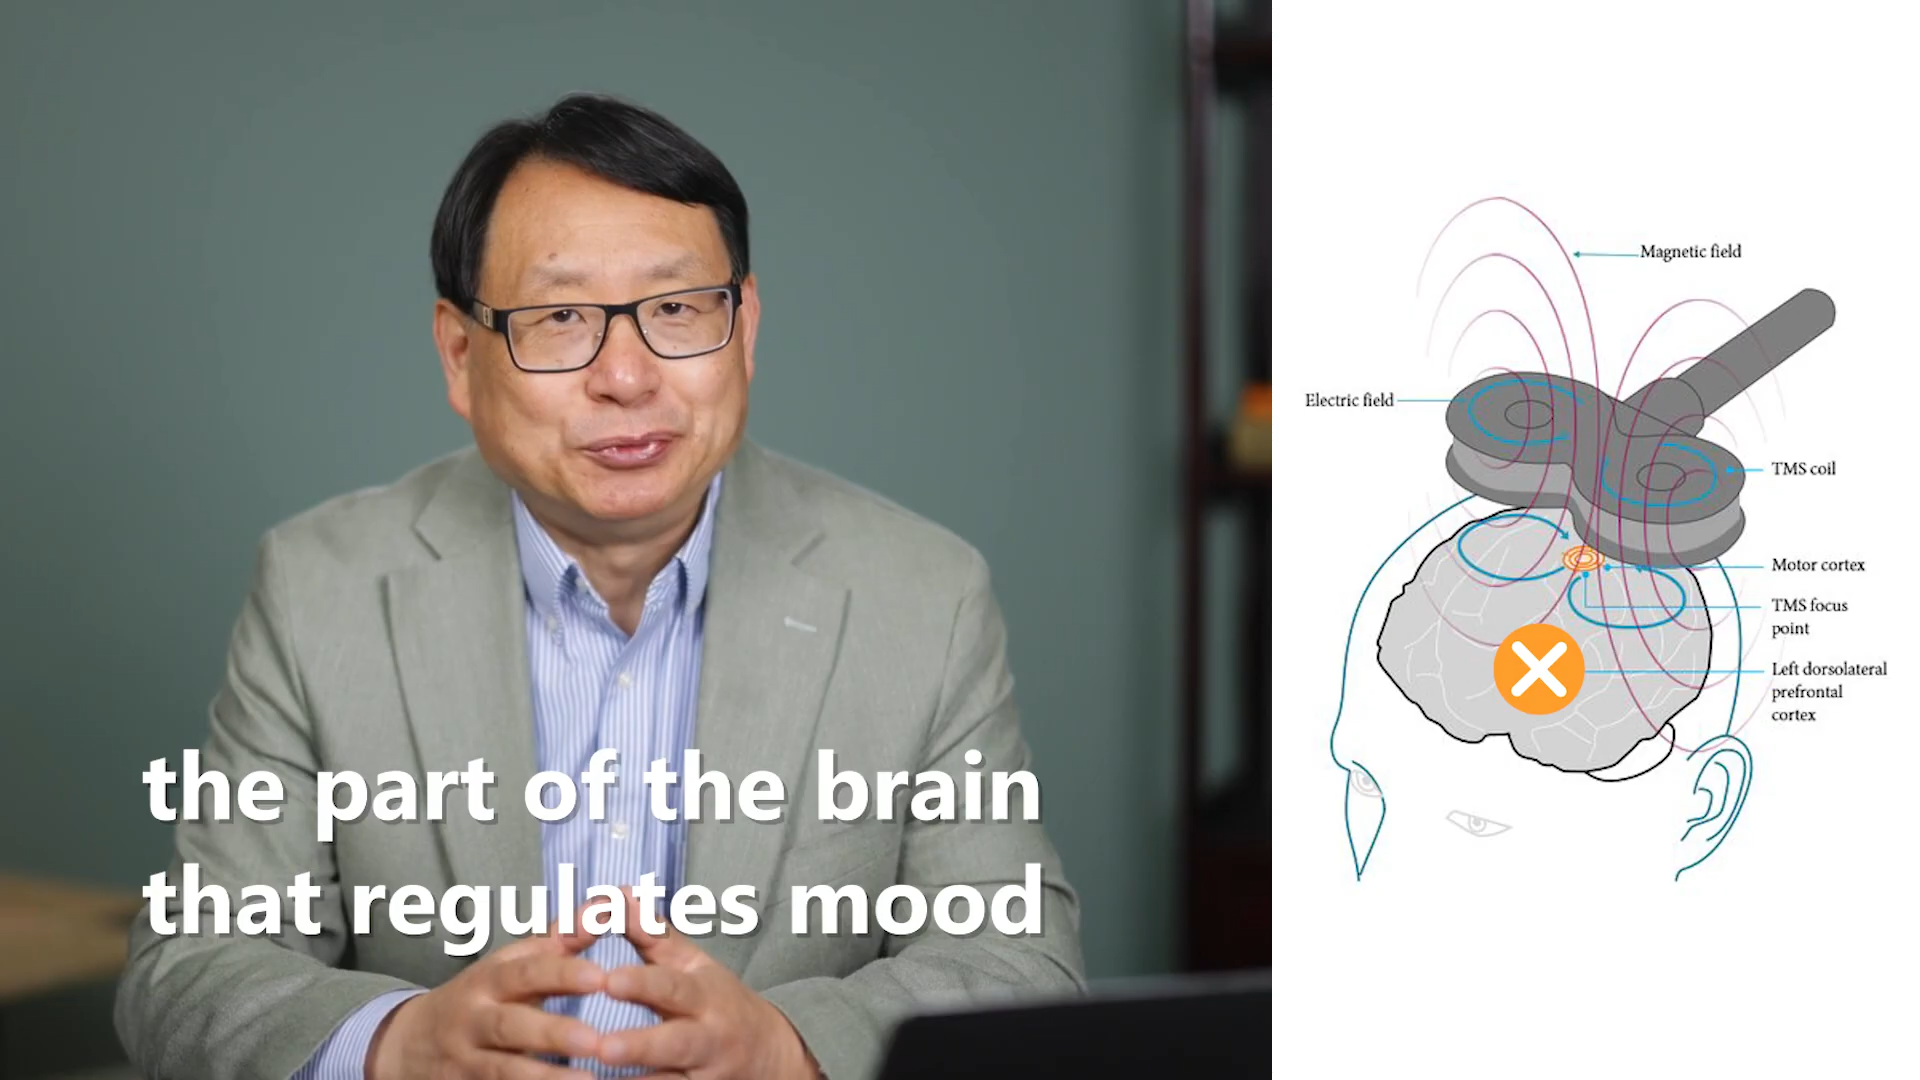 the part of the brain
that regulates mood
Magnetic field
Electric field
TMS coil
Motor cortex
TMS focus
point
Left dorsolateral
prefrontal
cortex